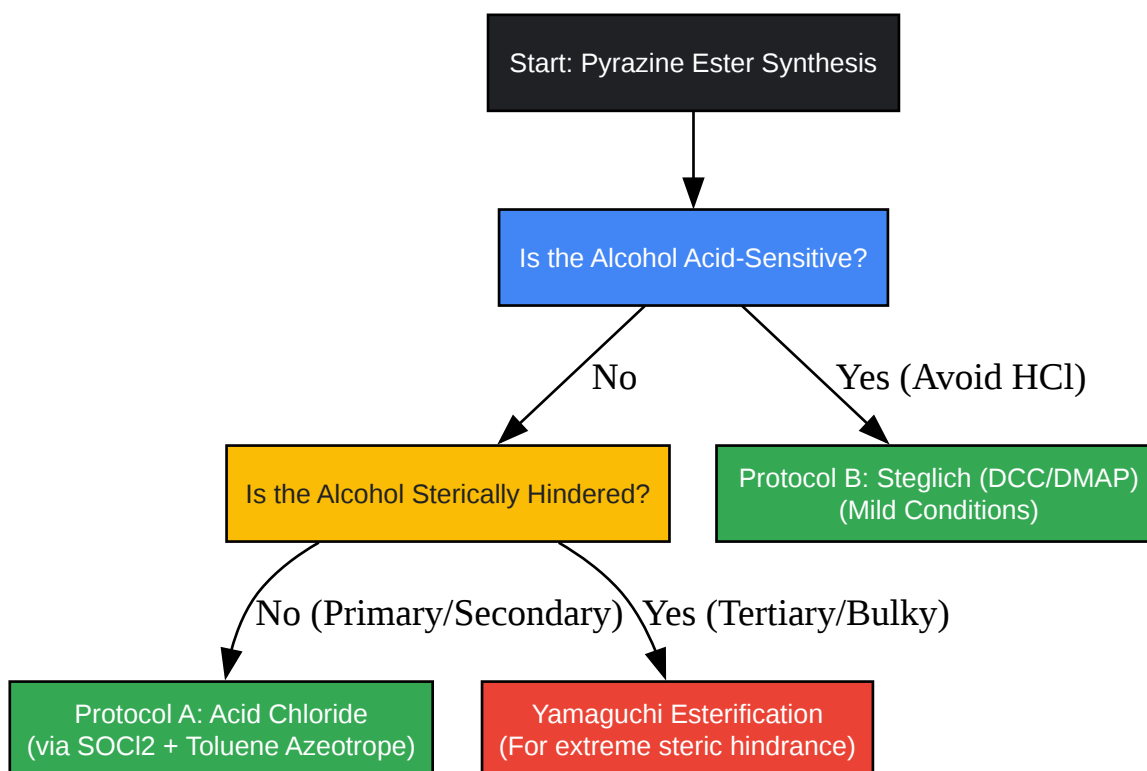 Start: Pyrazine Ester Synthesis
Is the Alcohol Acid-Sensitive?
No
Yes (Avoid HCl)
Is the Alcohol Sterically Hindered?
Protocol B: Steglich (DCC/DMAP)
(Mild Conditions)
No (Primary/Secondary)
Yes (Tertiary/Bulky)
Protocol A: Acid Chloride
(via SOCl2 + Toluene Azeotrope)
Yamaguchi Esterification
(For extreme steric hindrance)